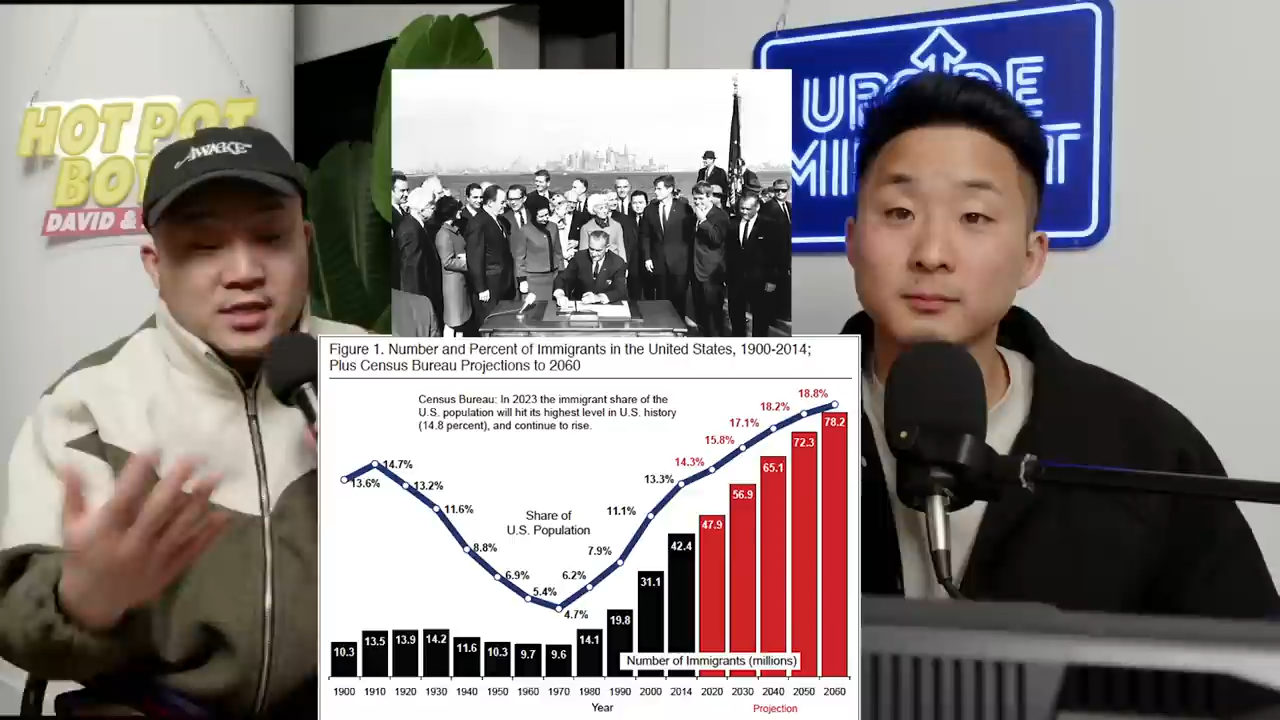 HOT POT
BOY
DAVID &
AWAKE
UPSIDE
Figure 1. Number and Percent of Immigrants in the United States, 1900-2014;
Plus Census Bureau Projections to 2060
Census Bureau: In 2023 the immigrant share of the
U.S. population will hit its highest level in U.S. history
(14.8 percent), and continue to rise.
13.6%
14.7%
13.2%
11.6%
8.8%
6.9%
5.4%
4.7%
6.2%
7.9%
11.1%
13.3%
14.3%
15.8%
17.1%
18.2%
18.8%
Share of
U.S. Population
10.3
13.5
13.9
14.2
11.6
10.3
9.7
9.6
14.1
19.8
31.1
42.4
47.9
56.9
65.1
72.3
78.2
Number of Immigrants (millions)
1900 1910 1920 1930 1940 1950 1960 1970 1980 1990 2000 2014 2020 2030 2040 2050 2060
Year
Projection